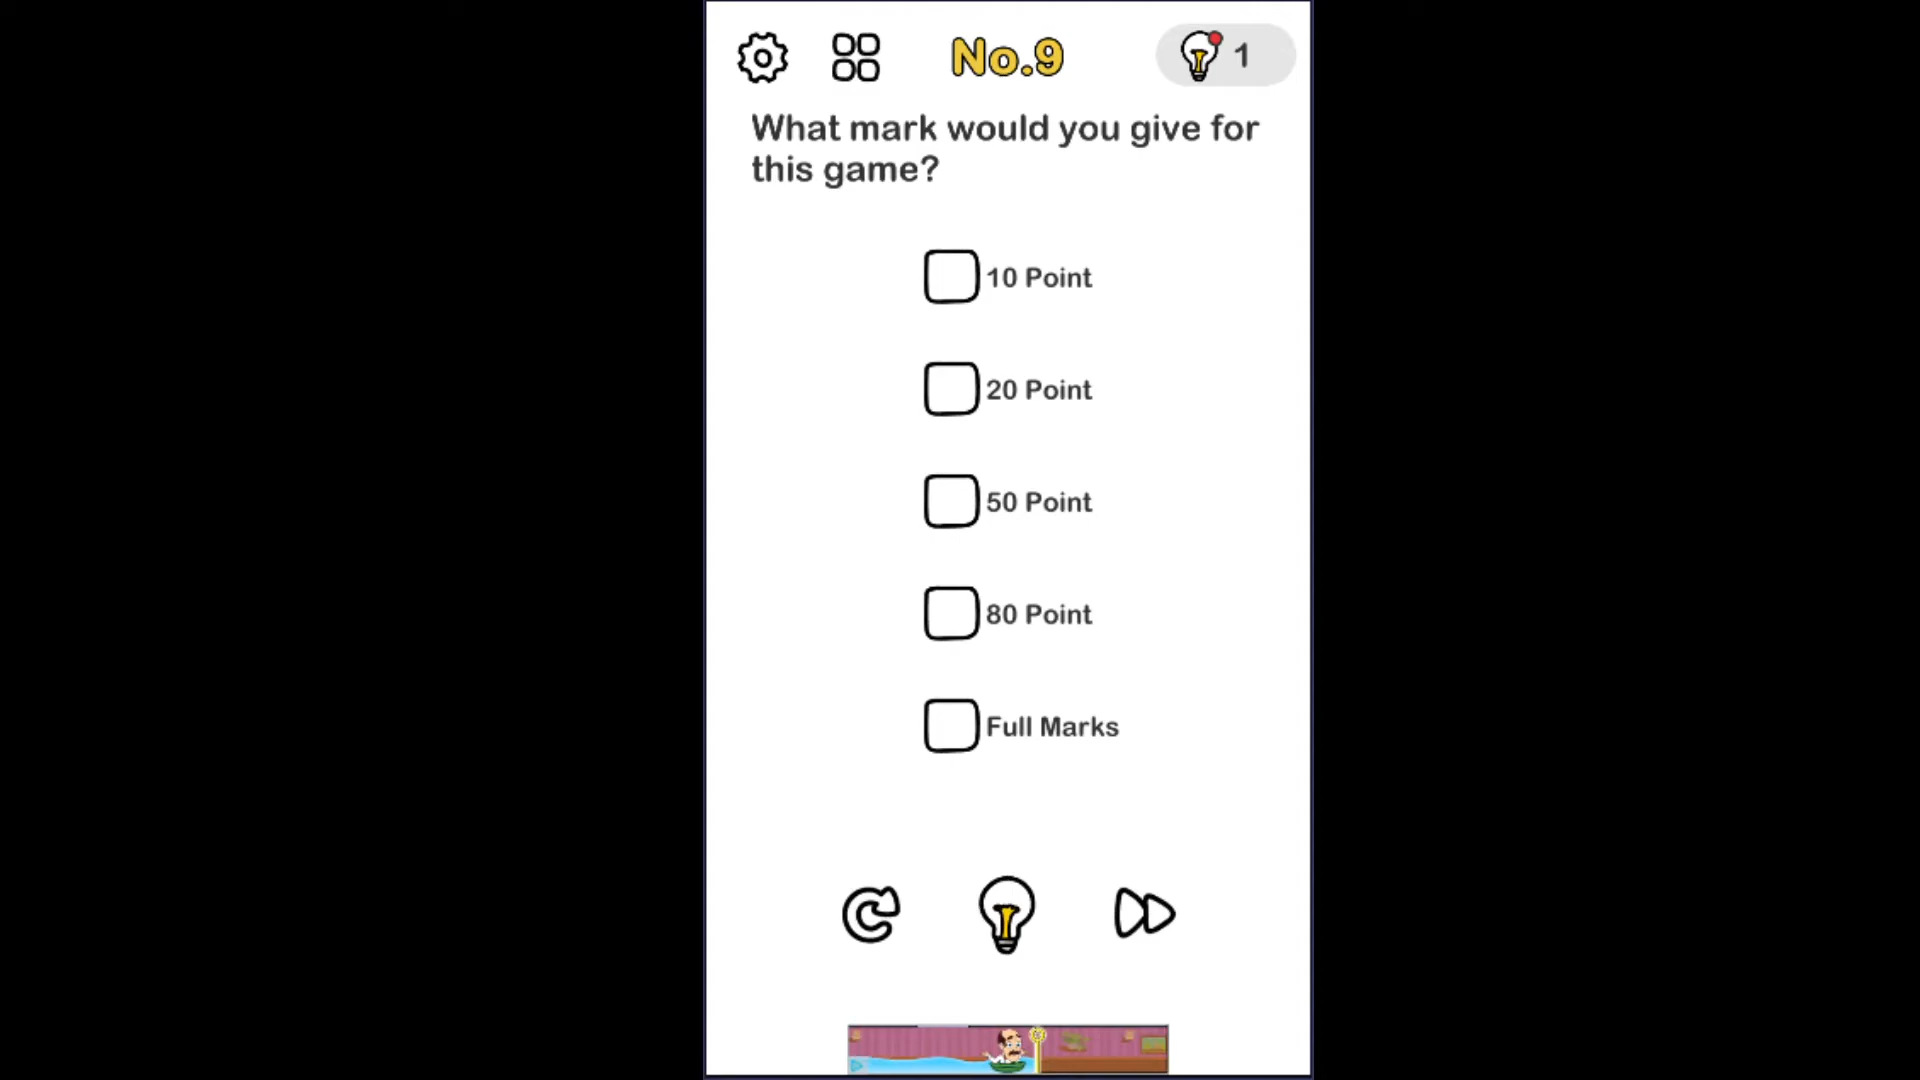 No.9
1
What mark would you give for
this game?
10 Point
20 Point
50 Point
80 Point
Full Marks